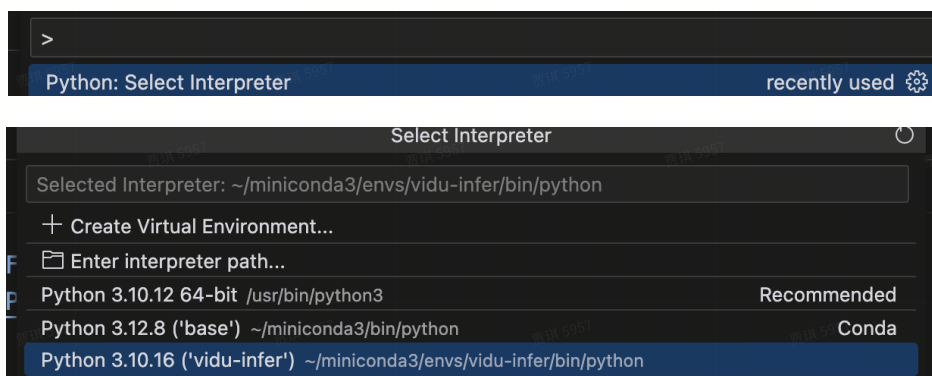 >
Python: Select Interpreter recently used
Select Interpreter
Selected Interpreter: ~/miniconda3/envs/vidu-infer/bin/python
+ Create Virtual Environment...
Enter interpreter path...
Python 3.10.12 64-bit /usr/bin/python3 Recommended
Python 3.12.8 ('base') ~/miniconda3/bin/python Conda
Python 3.10.16 ('vidu-infer') ~/miniconda3/envs/vidu-infer/bin/python